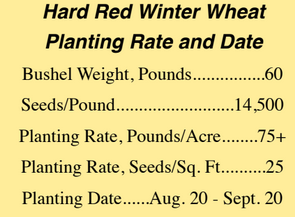 Hard Red Winter Wheat
Planting Rate and Date
Bushel Weight, Pounds................60
Seeds/Pound..........................14,500
Planting Rate, Pounds/Acre........75+
Planting Rate, Seeds/Sq. Ft..........25
Planting Date......Aug. 20 - Sept. 20